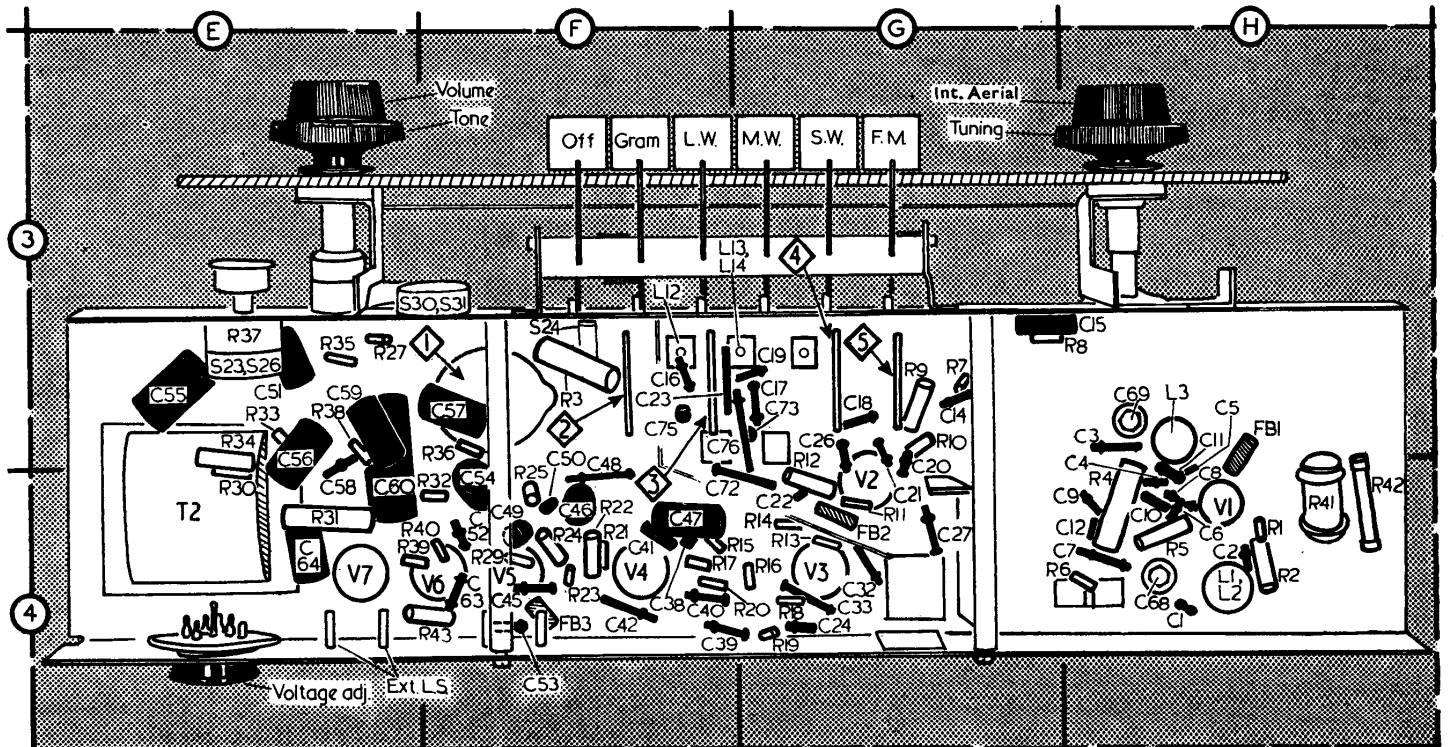 E F G H
Volume
Tone
Int. Aerial
Tuning
Off Gram L.W. M.W. S.W. F.M.
3
L13,
L14
4
L12
S30,S31
S24
R37
S23,S26
R35
R27
1
C15
R8
C55
C51
C59
C57
R3
C16
C23
C19
C17
C73
5
R9
R7
C14
C69
L3
C5
R33
R38
R34
R36
2
C75
C76
C18
C26
R10
C3
C11
FB1
C56
C58
C60
R32
C54
R25
C50
C48
3
C72
R12
V2
C20
C21
C4
R4
C8
R30
T2
R31
C46
R22
C47
C22
R11
FB2
C27
C9
C10
V1
R41
R42
C49
C
52
R40
R39
R24
R21
C41
R14
R13
R15
C12
C6
R5
R1
C
64
V7
V6
R29
V5
V4
R17
R16
V3
C7
C2
R6
L1,
L2
R2
C
63
C45
R23
C38
C40
R20
R18
C32
C33
C68
C1
4
R43
FB3
C42
C39
R19
C24
Voltage adj.
Ext. L.S.
C53